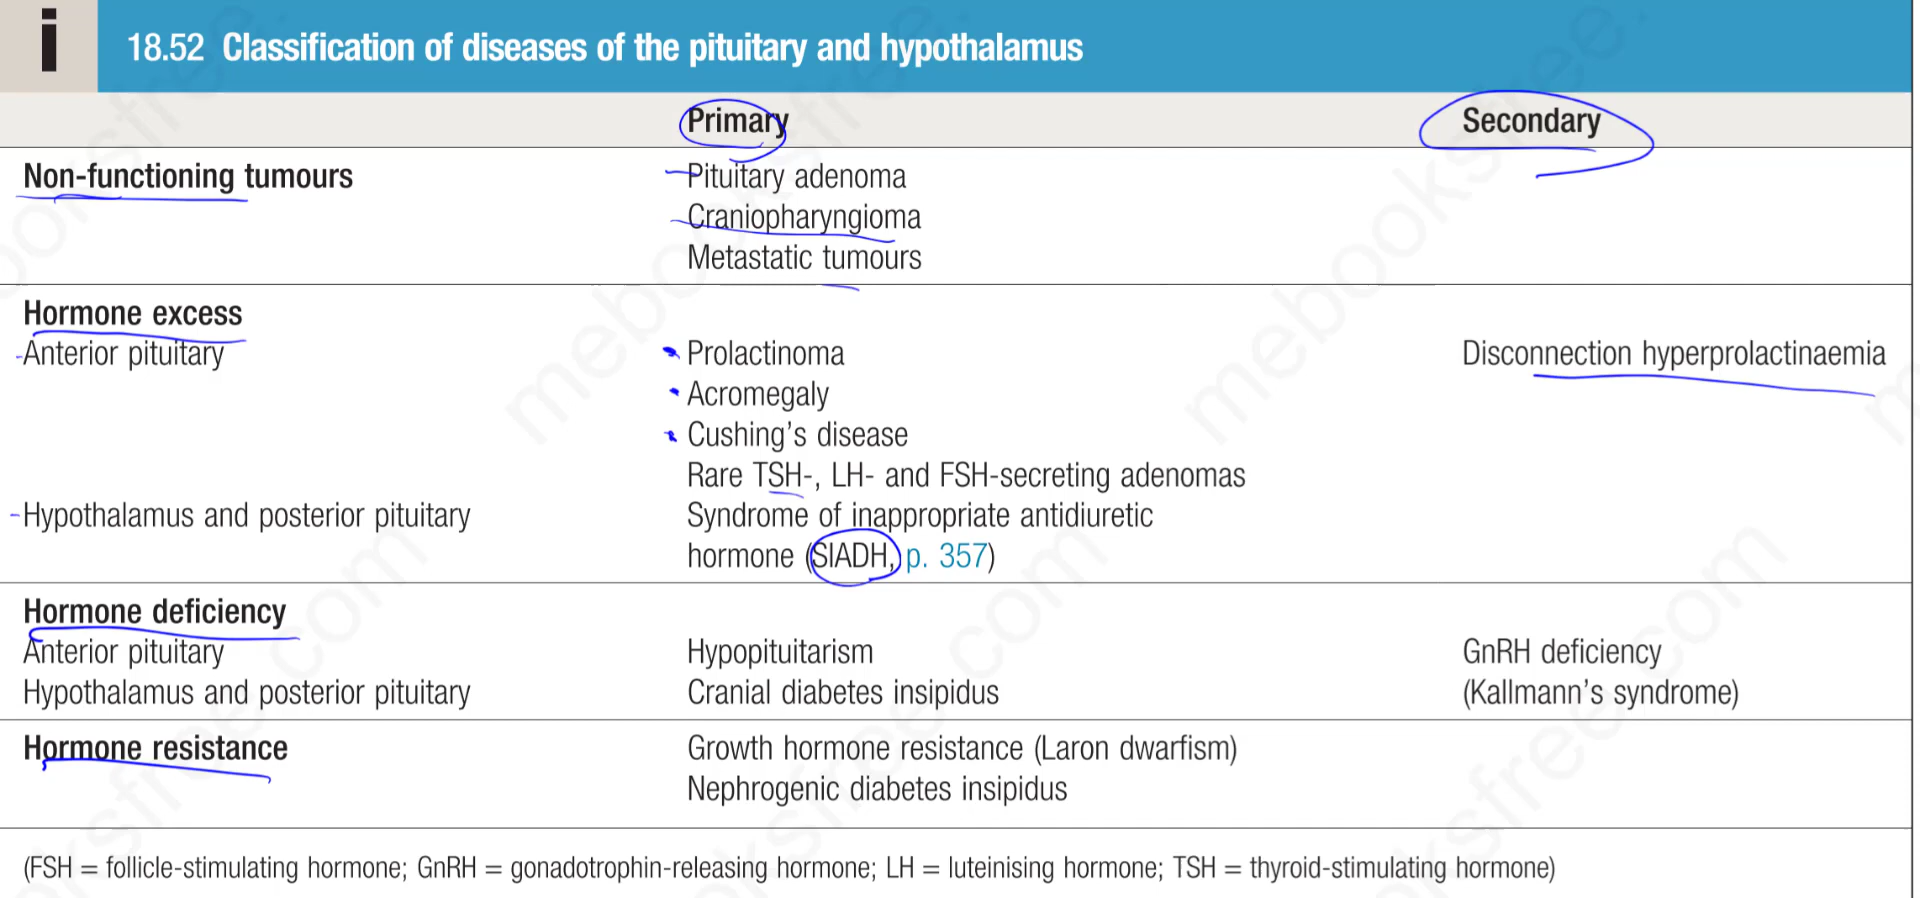 i 18.52 Classification of diseases of the pituitary and hypothalamus
Primary Secondary
Non-functioning tumours Pituitary adenoma
Craniopharyngioma
Metastatic tumours
Hormone excess
Anterior pituitary Prolactinoma Disconnection hyperprolactinaemia
Acromegaly
Cushing's disease
Rare TSH-, LH- and FSH-secreting adenomas
Hypothalamus and posterior pituitary Syndrome of inappropriate antidiuretic
hormone (SIADH, p. 357)
Hormone deficiency
Anterior pituitary Hypopituitarism GnRH deficiency
Hypothalamus and posterior pituitary Cranial diabetes insipidus (Kallmann's syndrome)
Hormone resistance Growth hormone resistance (Laron dwarfism)
Nephrogenic diabetes insipidus
(FSH = follicle-stimulating hormone; GnRH = gonadotrophin-releasing hormone; LH = luteinising hormone; TSH = thyroid-stimulating hormone)